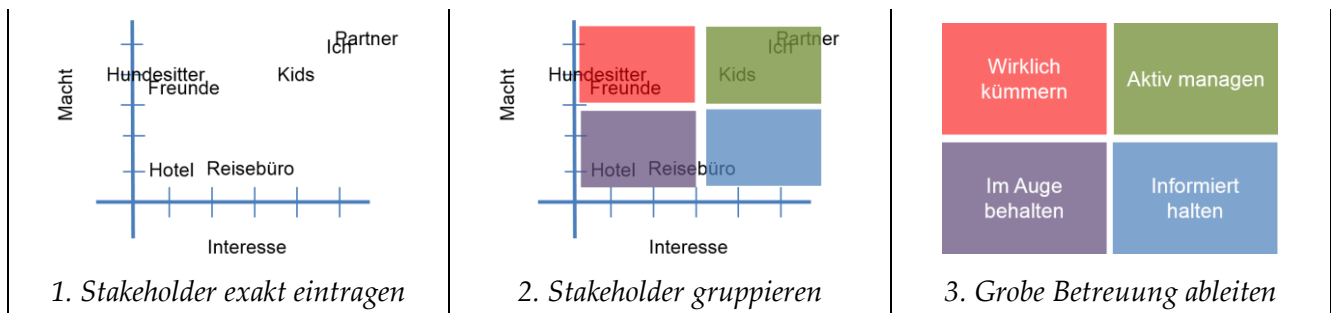 Macht
Partner
Ich
Hundesitter
Kids
Freunde
Hotel
Reisebüro
Interesse
1. Stakeholder exakt eintragen
Macht
Partner
Ich
Hundesitter
Kids
Freunde
Hotel
Reisebüro
Interesse
2. Stakeholder gruppieren
Wirklich
kümmern
Aktiv managen
Im Auge
behalten
Informiert
halten
3. Grobe Betreuung ableiten